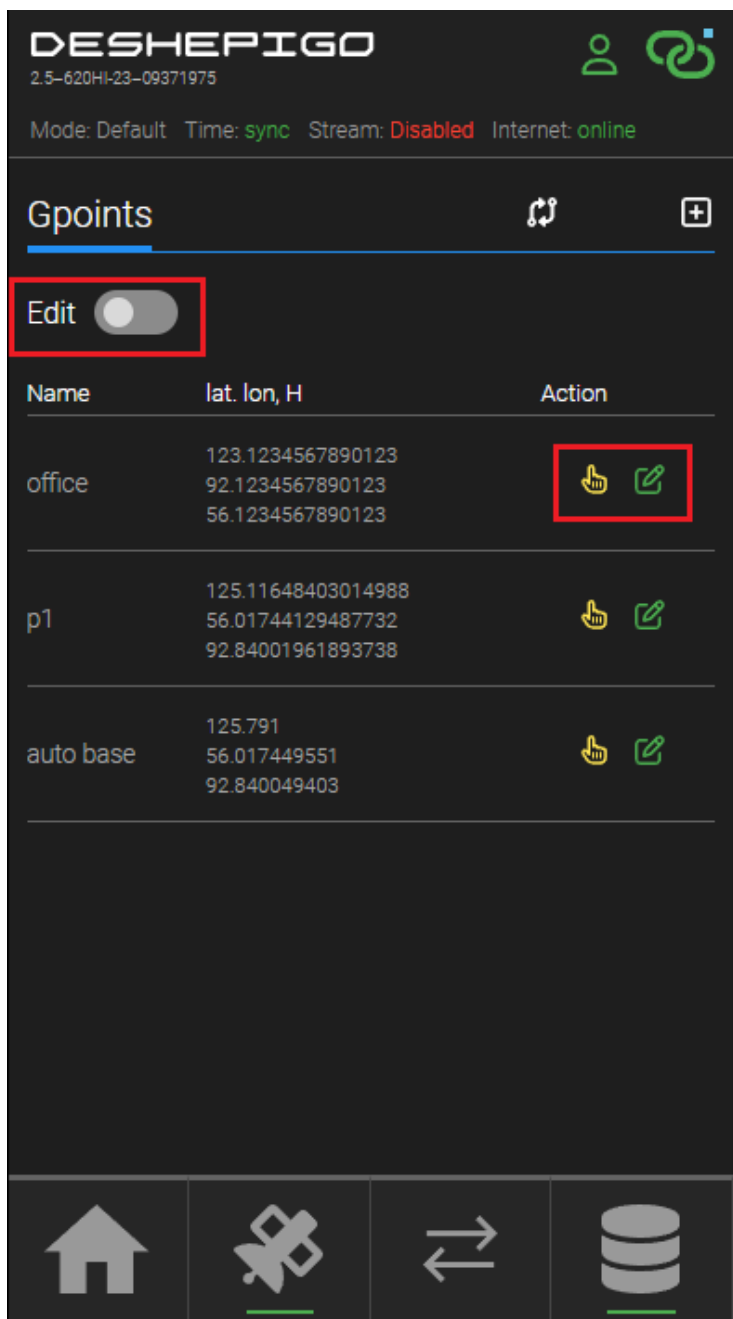 DESHEPIGO
2.5–620HI-23–09371975
Mode: Default Time: sync Stream: Disabled Internet: online
Gpoints
Edit
Name lat. lon, H Action
office
123.1234567890123
92.1234567890123
56.1234567890123
p1
125.11648403014988
56.01744129487732
92.84001961893738
auto base
125.791
56.017449551
92.840049403